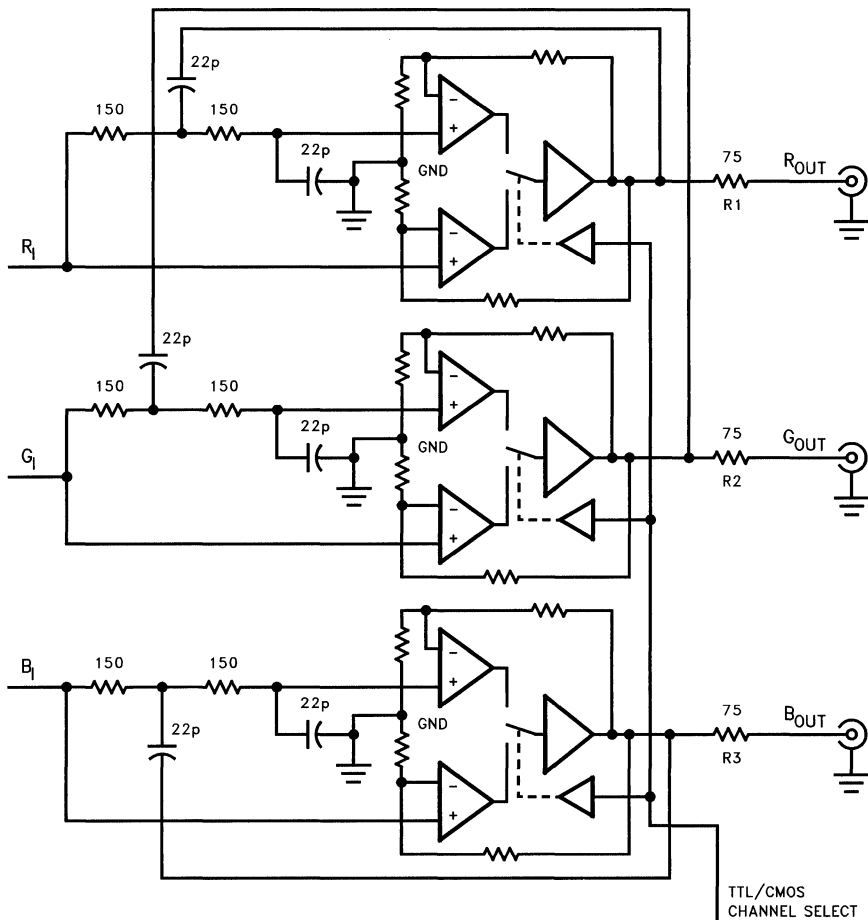 22p
150
150
22p
-
+
GND
-
+
75
R1
R_OUT
R_I
22p
150
150
22p
-
+
GND
-
+
75
R2
G_OUT
G_I
B_I
150
150
22p
22p
-
+
GND
-
+
75
R3
B_OUT
TTL/CMOS
CHANNEL SELECT